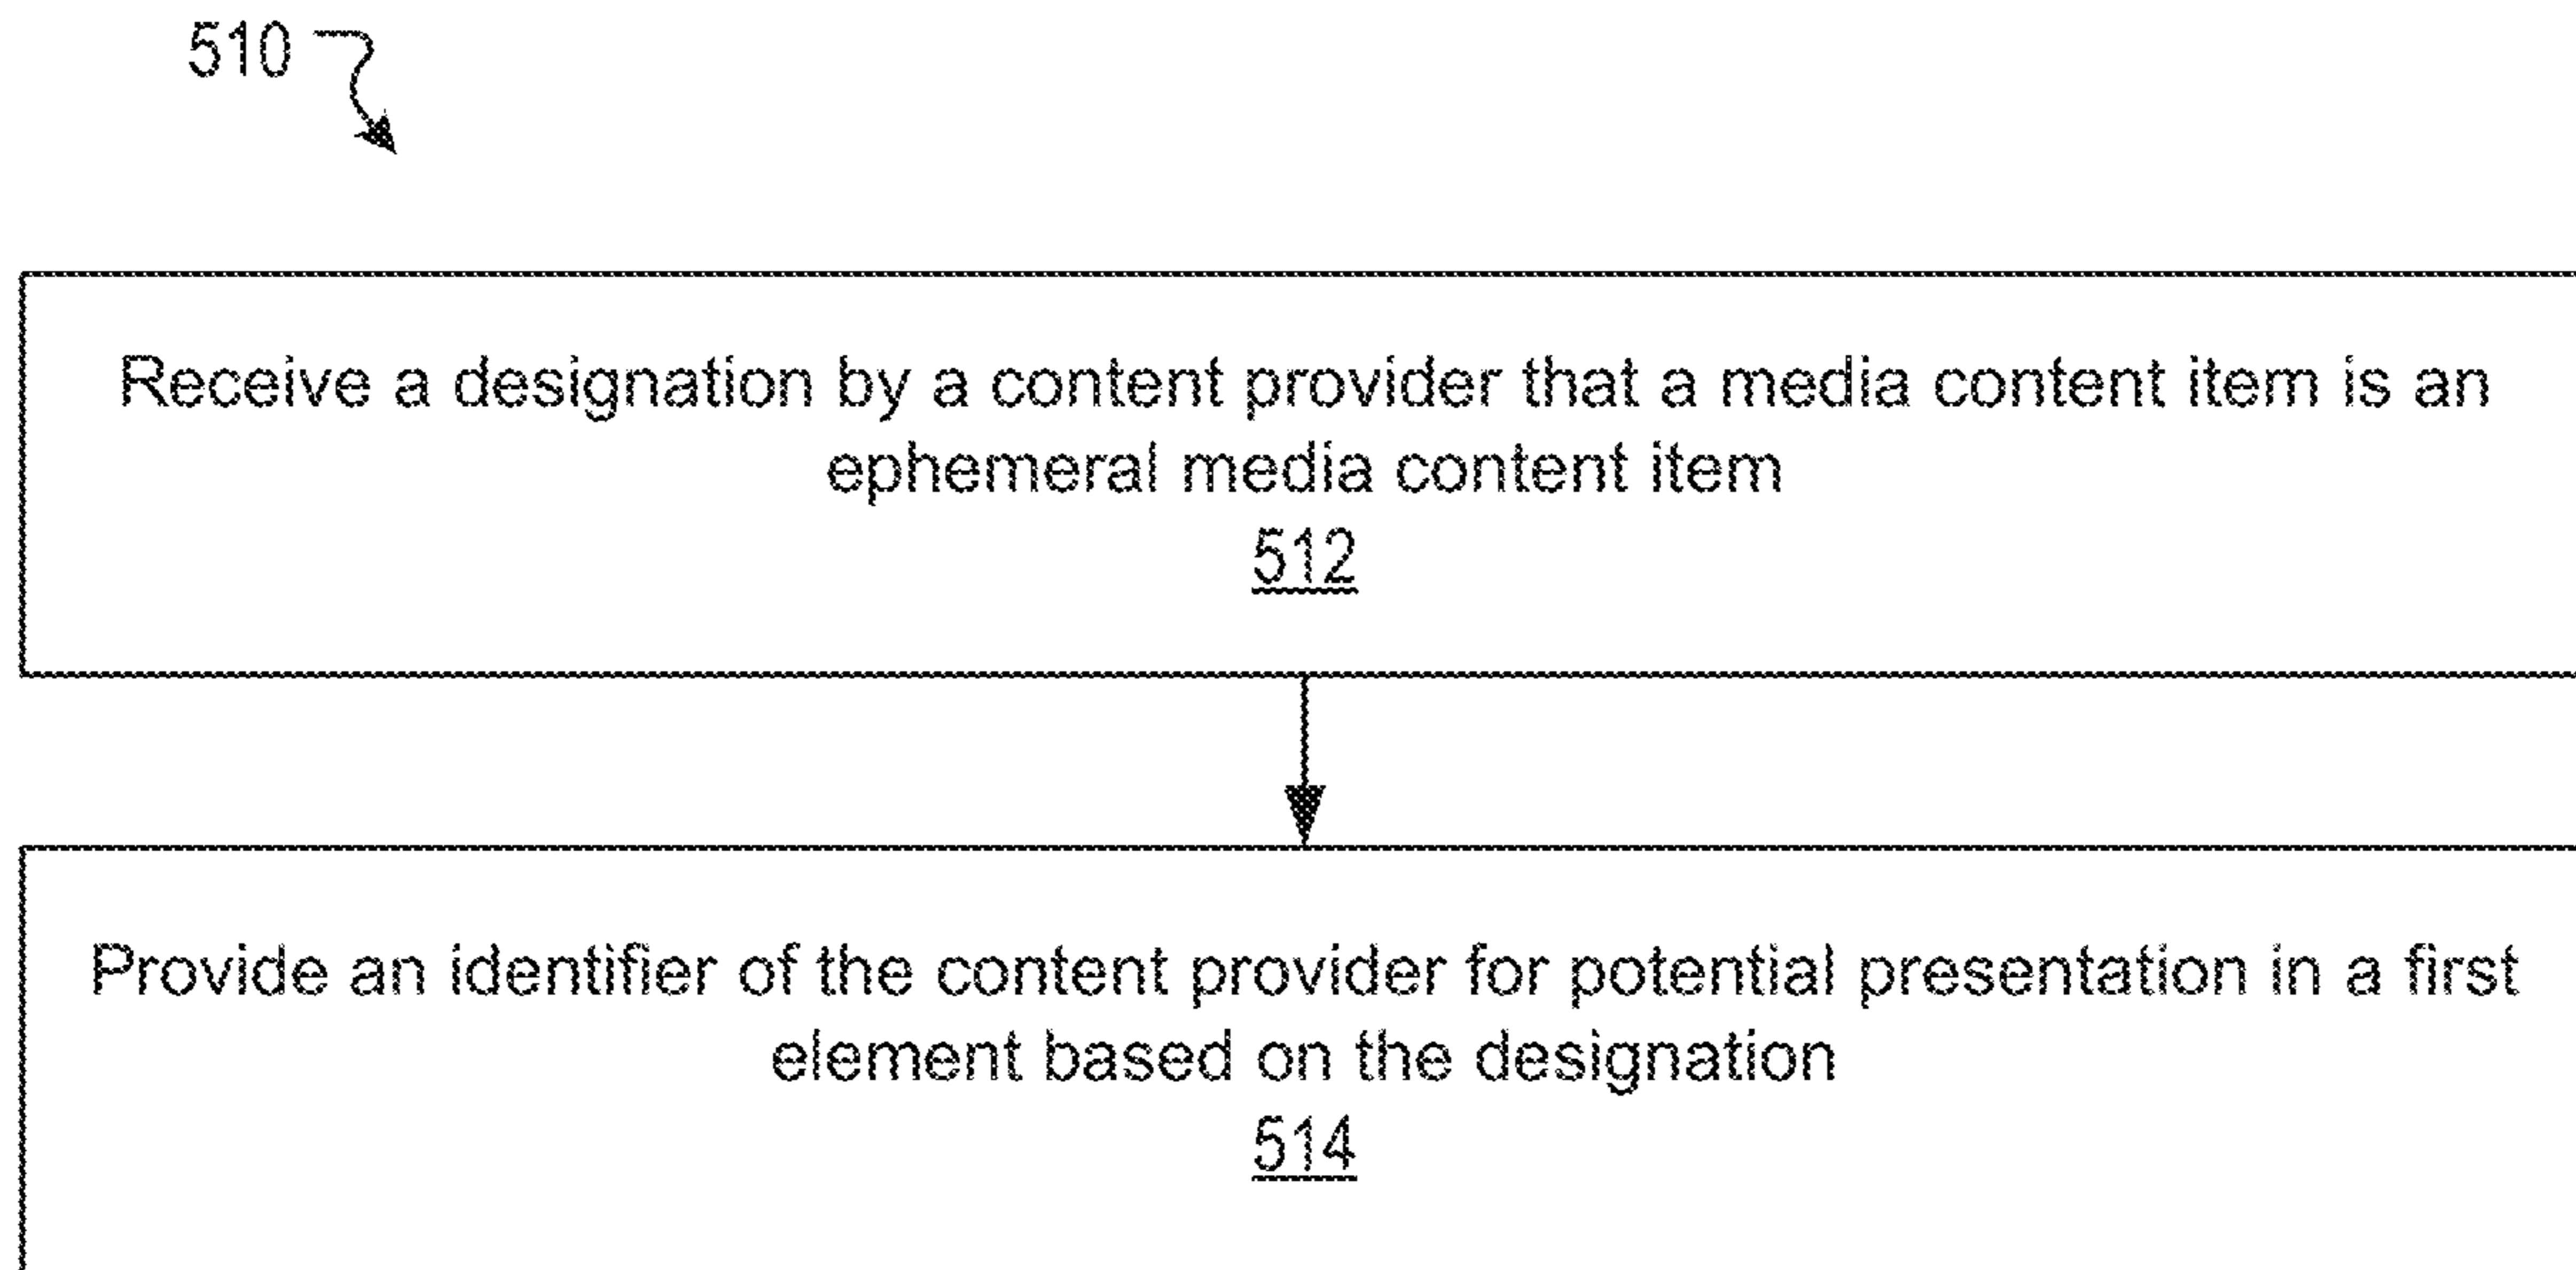 510
Receive a designation by a content provider that a media content item is an
ephemeral media content item
512
Provide an identifier of the content provider for potential presentation in a first
element based on the designation
514